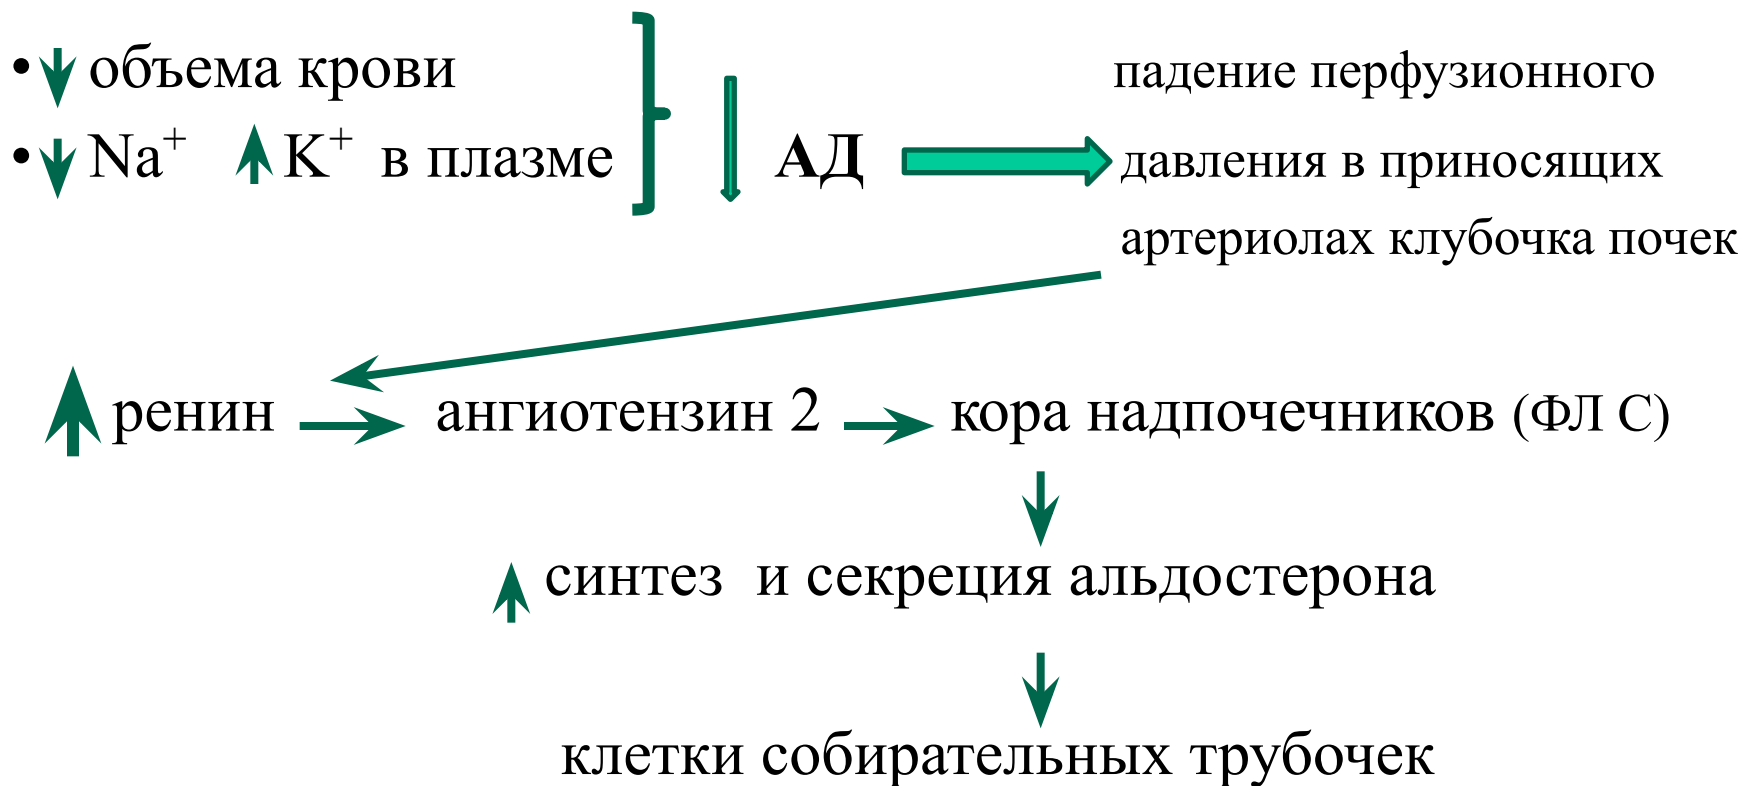 • объема крови
• Na⁺ K⁺ в плазме
АД
падение перфузионного
давления в приносящих
артериолах клубочка почек
ренин ангиотензин 2 кора надпочечников (ФЛ С)
синтез и секреция альдостерона
клетки собирательных трубочек